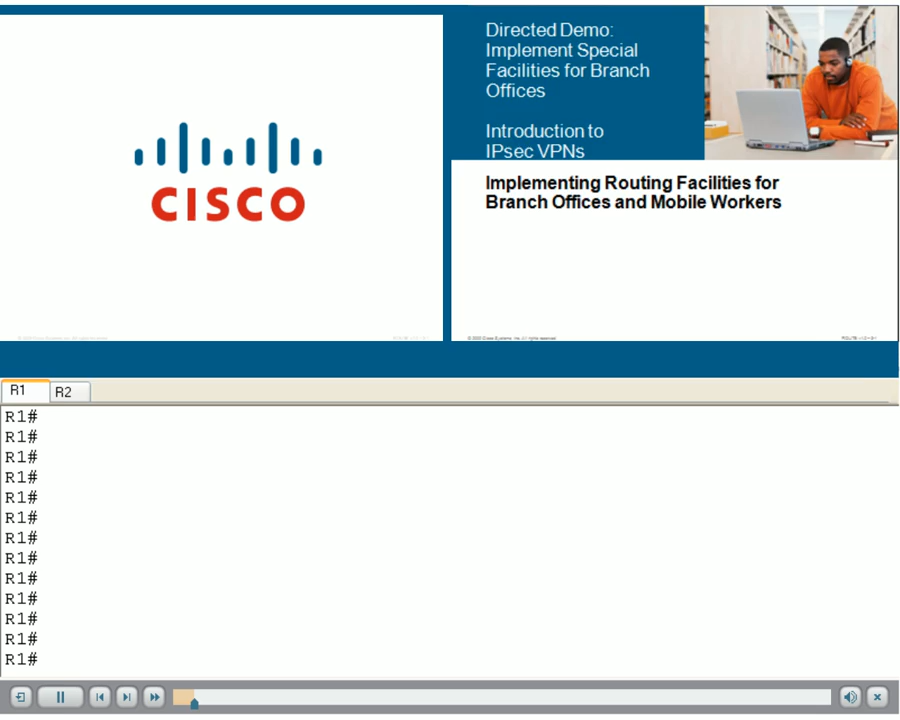 CISCO
Directed Demo:
Implement Special
Facilities for Branch
Offices
Introduction to
IPsec VPNs
Implementing Routing Facilities for
Branch Offices and Mobile Workers
R1
R2
R1#
R1#
R1#
R1#
R1#
R1#
R1#
R1#
R1#
R1#
R1#
R1#
R1#